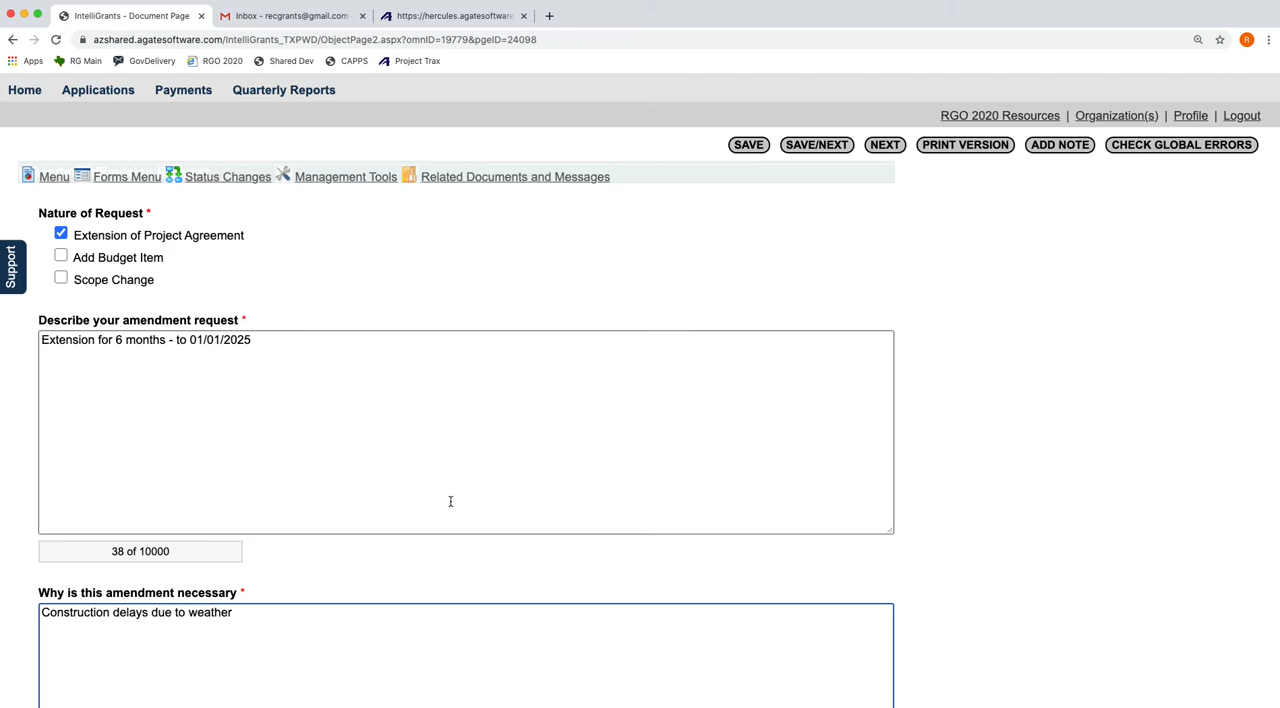 IntelliGrants - Document Page
Inbox - recgrants@gmail.com
https://hercules.agatesoftware
azshared.agatesoftware.com/IntelliGrants_TXPWD/ObjectPage2.aspx?omnID=19779&pgeID=24098
R
Apps RG Main GovDelivery RGO 2020 Shared Dev CAPPS Project Trax
Home Applications Payments Quarterly Reports
RGO 2020 Resources | Organization(s) | Profile | Logout
SAVE SAVE/NEXT NEXT PRINT VERSION ADD NOTE CHECK GLOBAL ERRORS
Menu Forms Menu Status Changes Management Tools Related Documents and Messages
Nature of Request *
Extension of Project Agreement
Add Budget Item
Scope Change
Support
Describe your amendment request *
Extension for 6 months - to 01/01/2025
38 of 10000
Why is this amendment necessary *
Construction delays due to weather